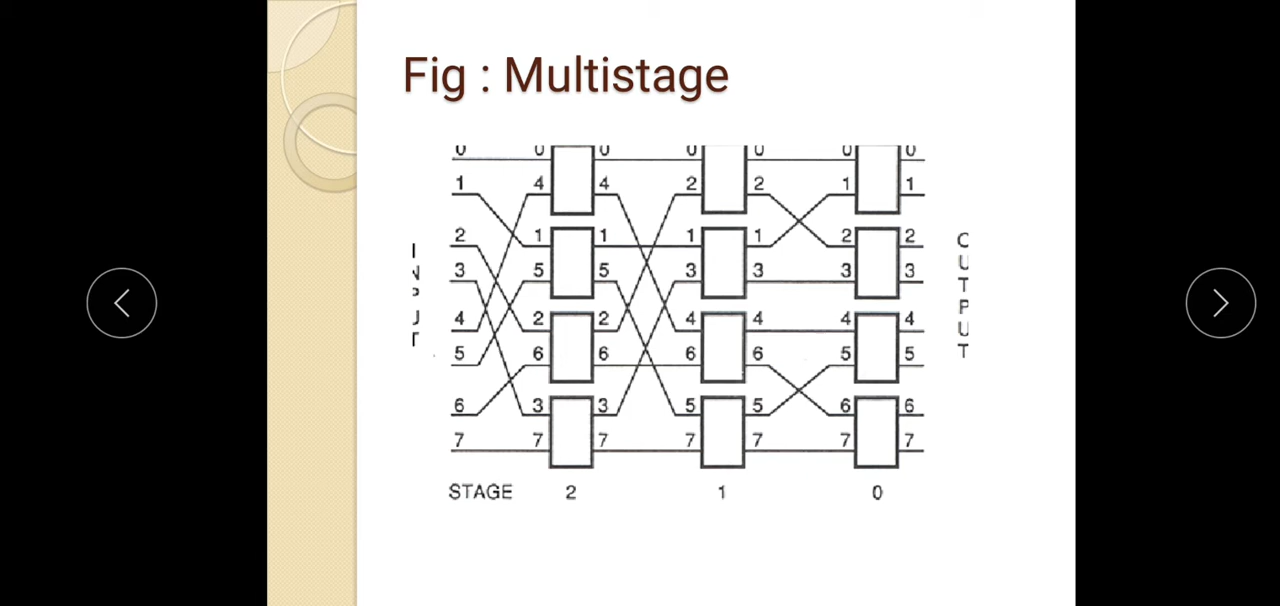 Fig : Multistage
0 0 0 0 0 0 0
1 4 4 2 2 1 1
2 1 1 1 1 2 2
3 5 5 3 3 3 3
4 2 2 4 4 4 4
5 6 6 6 6 5 5
6 3 3 5 5 6 6
7 7 7 7 7 7 7
OUTPUT
STAGE 2 1 0